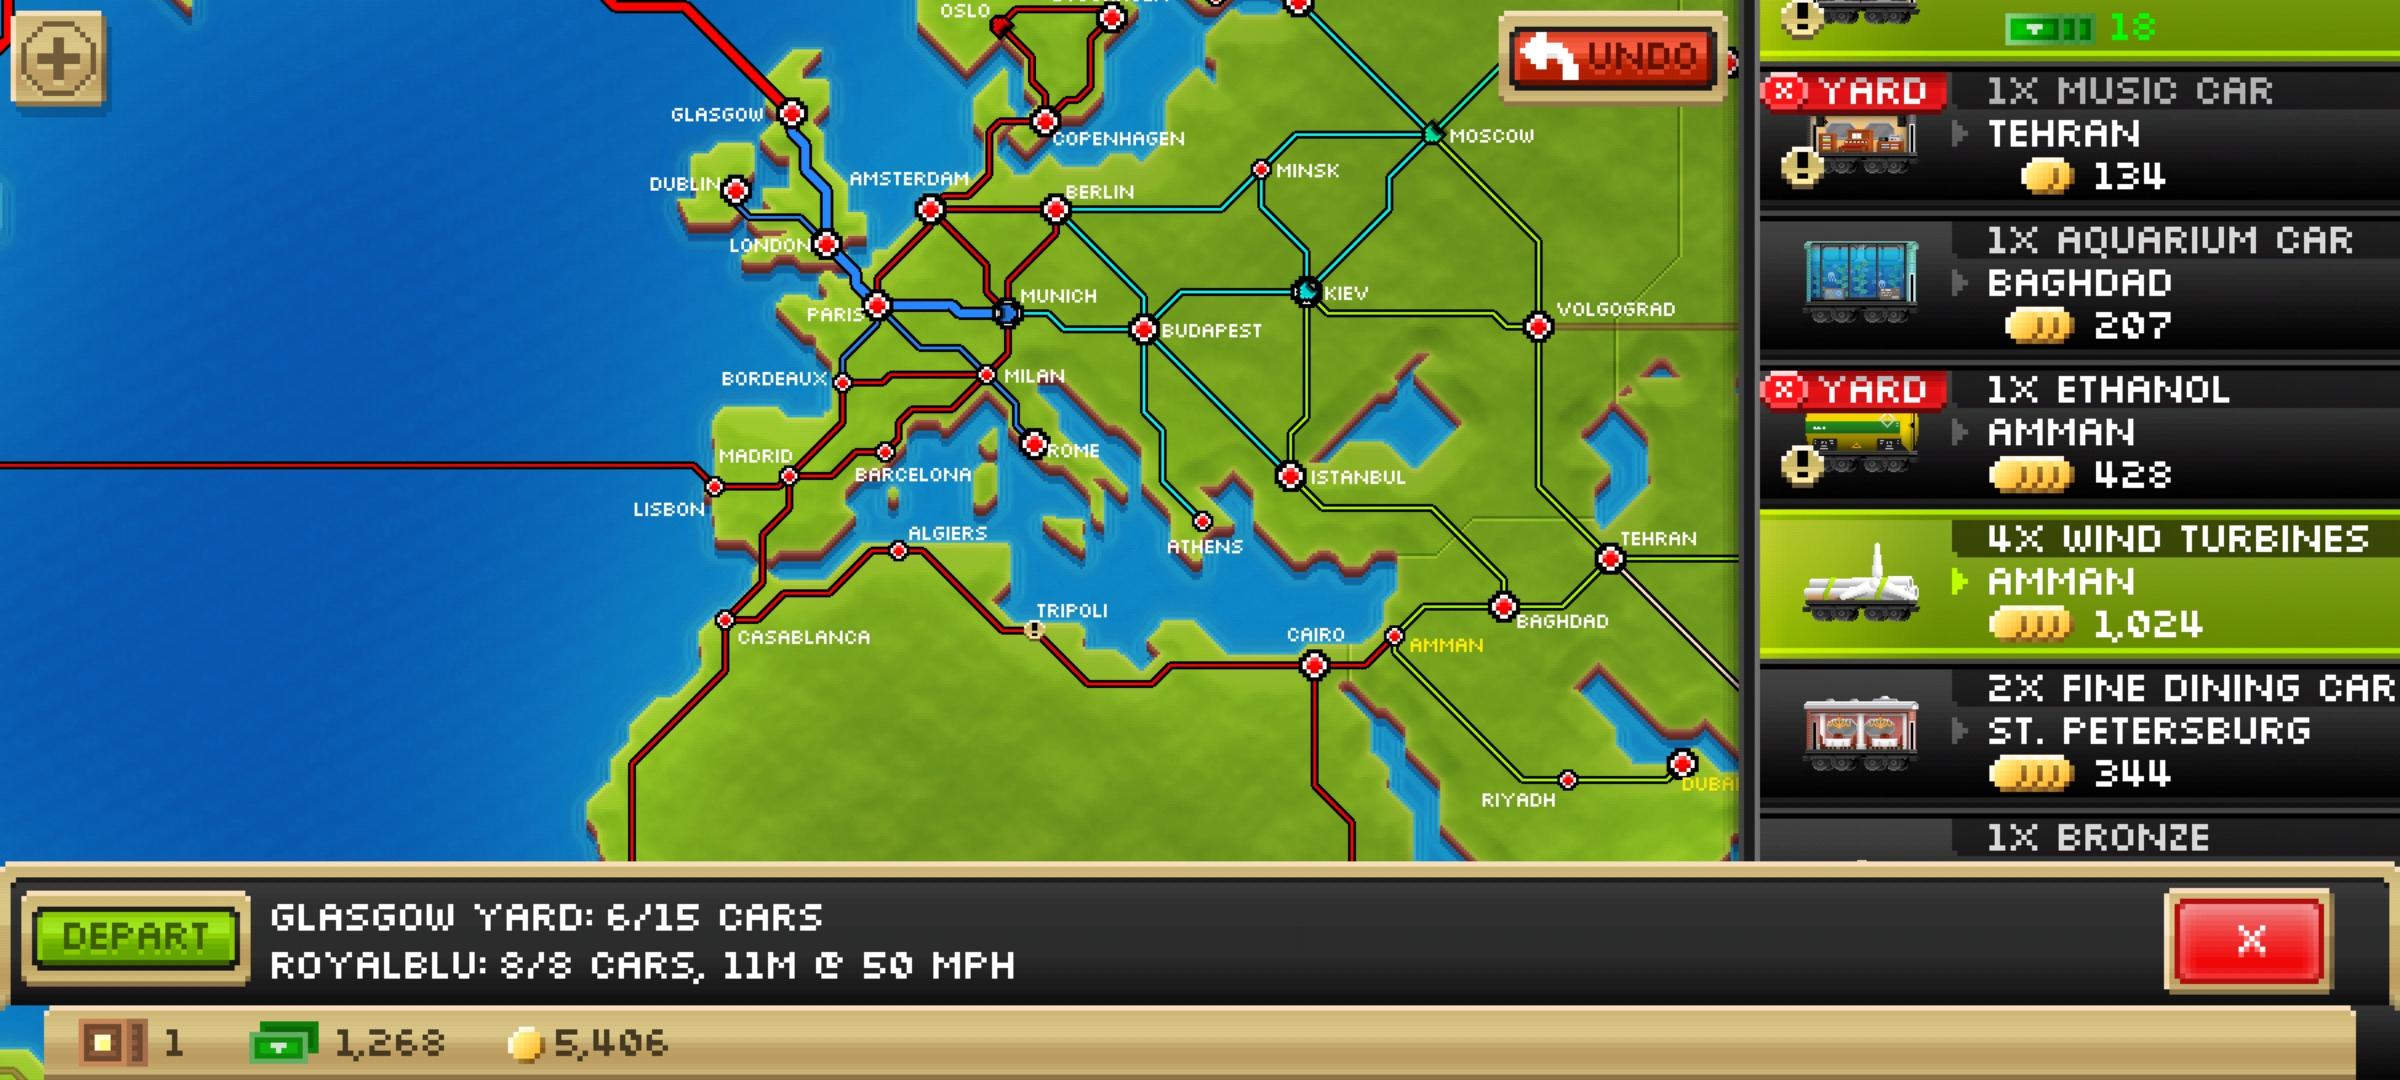 OSLO
UNDO
18
GLASGOW
COPENHAGEN
MOSCOW
MINSK
DUBLIN
AMSTERDAM
BERLIN
LONDON
MUNICH
KIEV
PARIS
BUDAPEST
VOLGOGRAD
BORDEAUX
MILAN
MADRID
BARCELONA
ROME
ISTANBUL
LISBON
ALGIERS
ATHENS
TEHRAN
TRIPOLI
CASABLANCA
CAIRO
AMMAN
BAGHDAD
RIYADH
YARD
1X MUSIC CAR
TEHRAN
134
1X AQUARIUM CAR
BAGHDAD
207
YARD
1X ETHANOL
AMMAN
428
4X WIND TURBINES
AMMAN
1,024
2X FINE DINING CAR
ST. PETERSBURG
344
1X BRONZE
DEPART
GLASGOW YARD: 6/15 CARS
ROYALBLU: 8/8 CARS, 11M @ 50 MPH
X
1
1,268
5,406